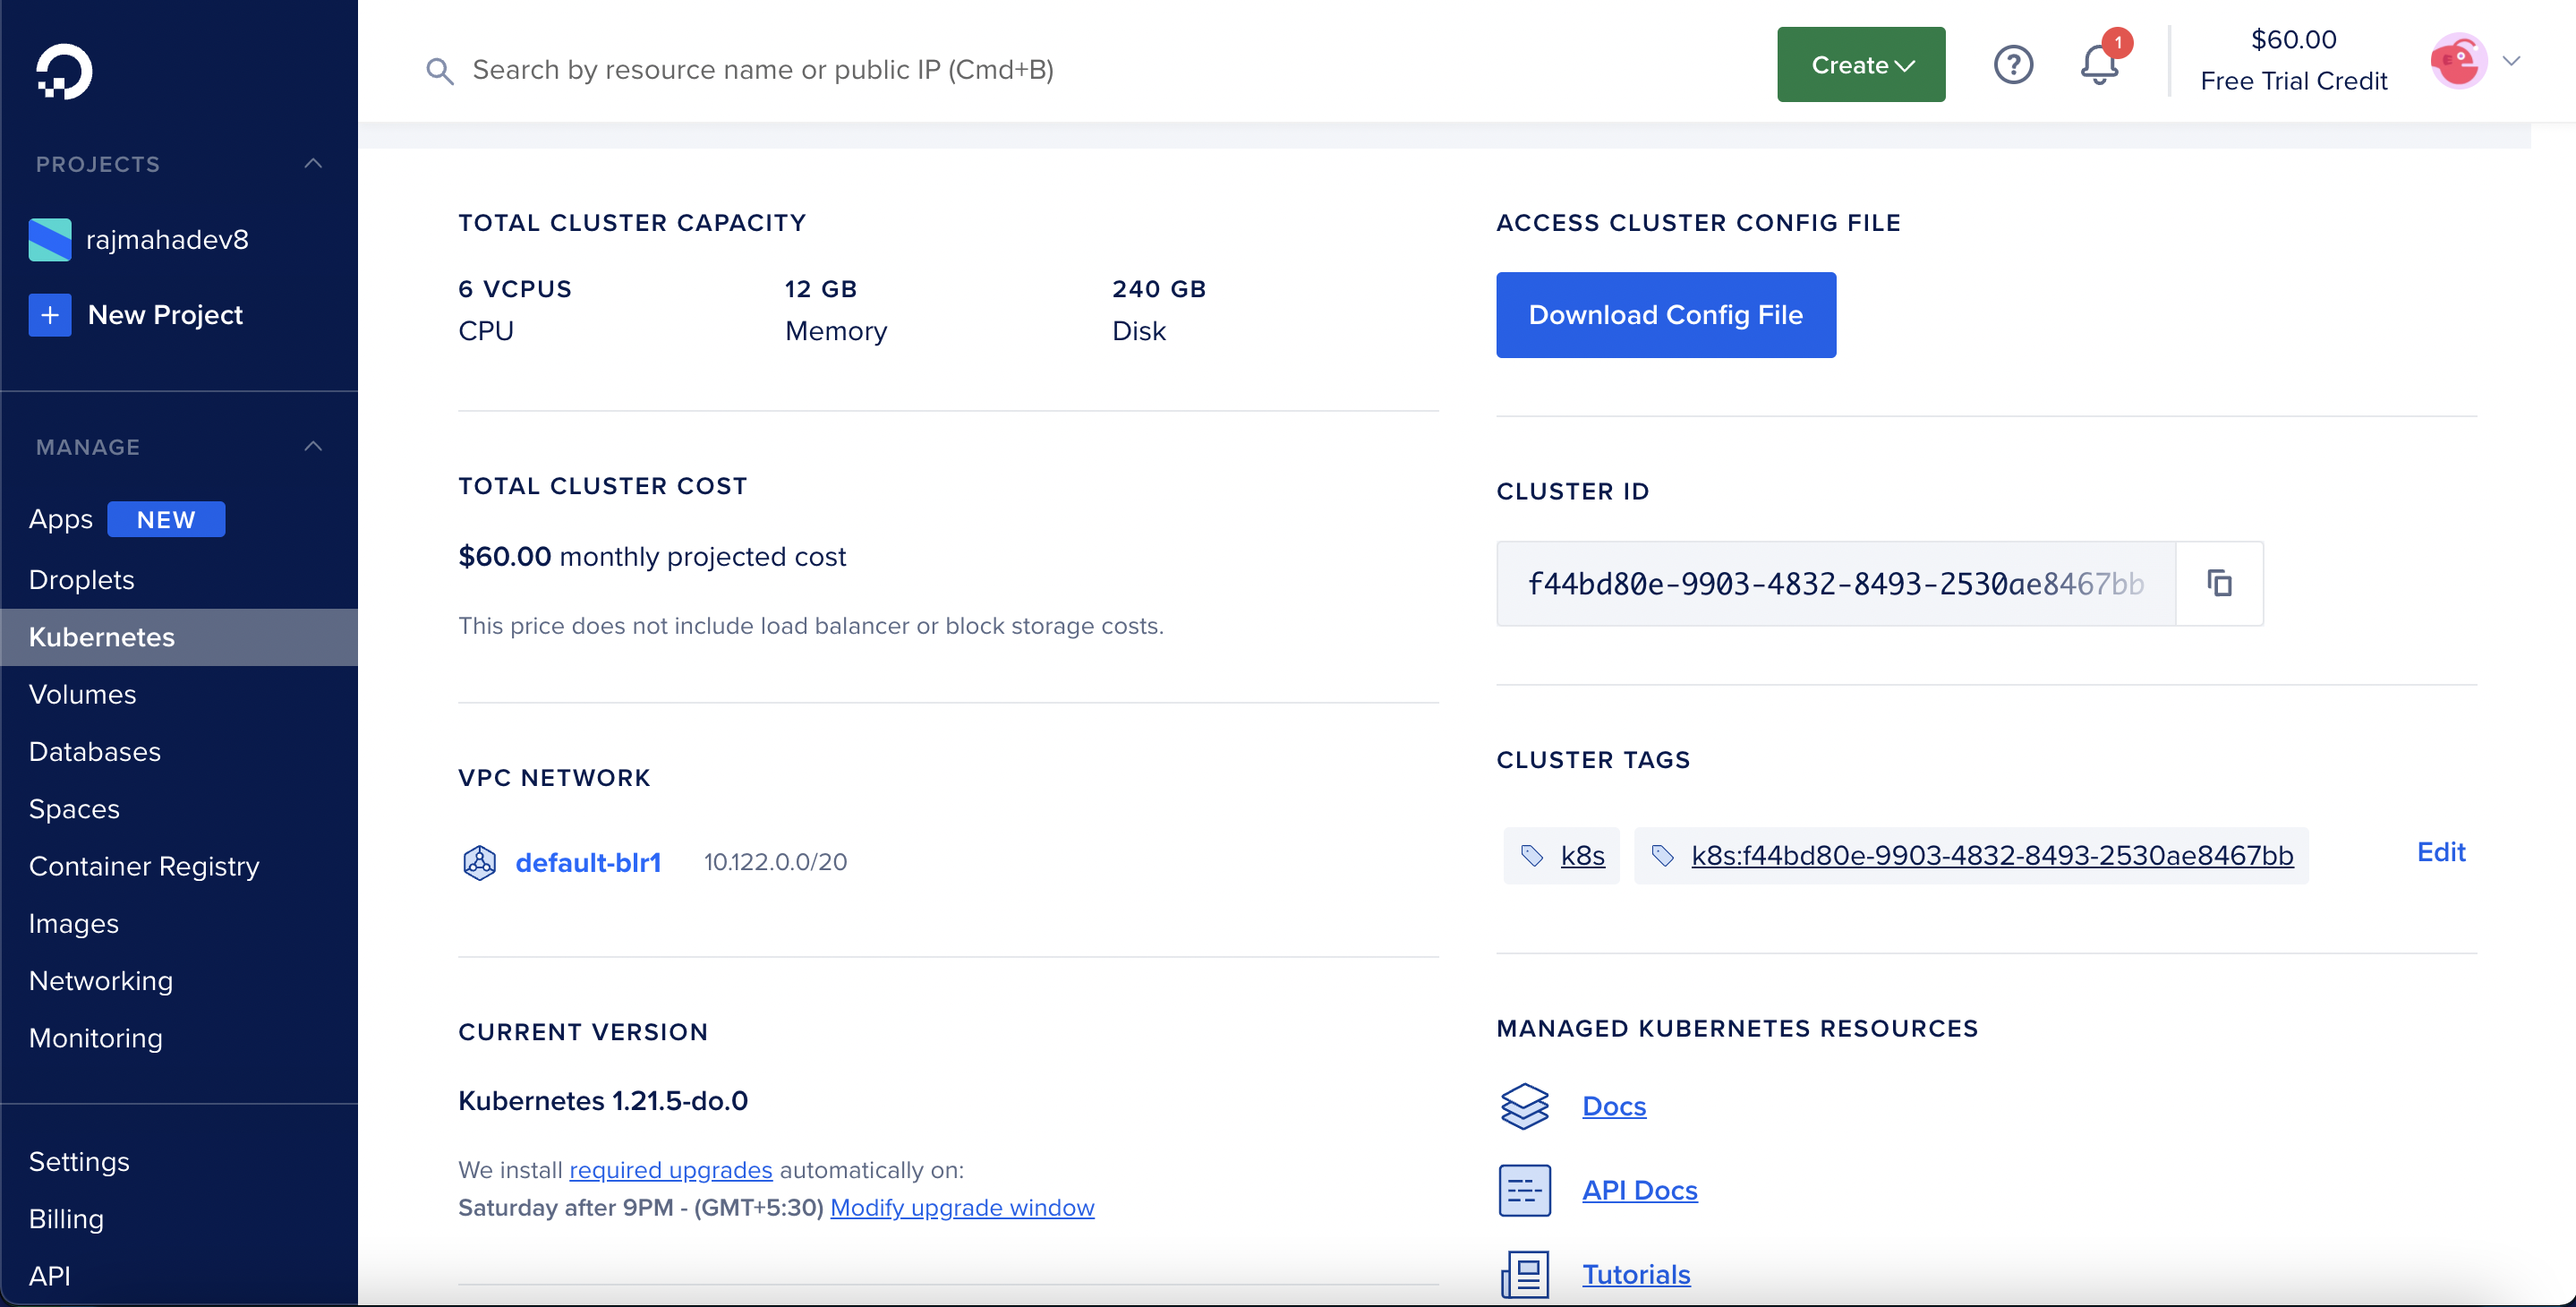 Search by resource name or public IP (Cmd+B)
Create
?
1
$60.00
Free Trial Credit
PROJECTS
rajmahadev8
+ New Project
MANAGE
Apps NEW
Droplets
Kubernetes
Volumes
Databases
Spaces
Container Registry
Images
Networking
Monitoring
Settings
Billing
API
TOTAL CLUSTER CAPACITY
6 VCPUS
CPU
12 GB
Memory
240 GB
Disk
TOTAL CLUSTER COST
$60.00 monthly projected cost
This price does not include load balancer or block storage costs.
VPC NETWORK
default-blr1 10.122.0.0/20
CURRENT VERSION
Kubernetes 1.21.5-do.0
We install required upgrades automatically on:
Saturday after 9PM - (GMT+5:30) Modify upgrade window
ACCESS CLUSTER CONFIG FILE
Download Config File
CLUSTER ID
f44bd80e-9903-4832-8493-2530ae8467bb
CLUSTER TAGS
k8s k8s:f44bd80e-9903-4832-8493-2530ae8467bb Edit
MANAGED KUBERNETES RESOURCES
Docs
API Docs
Tutorials